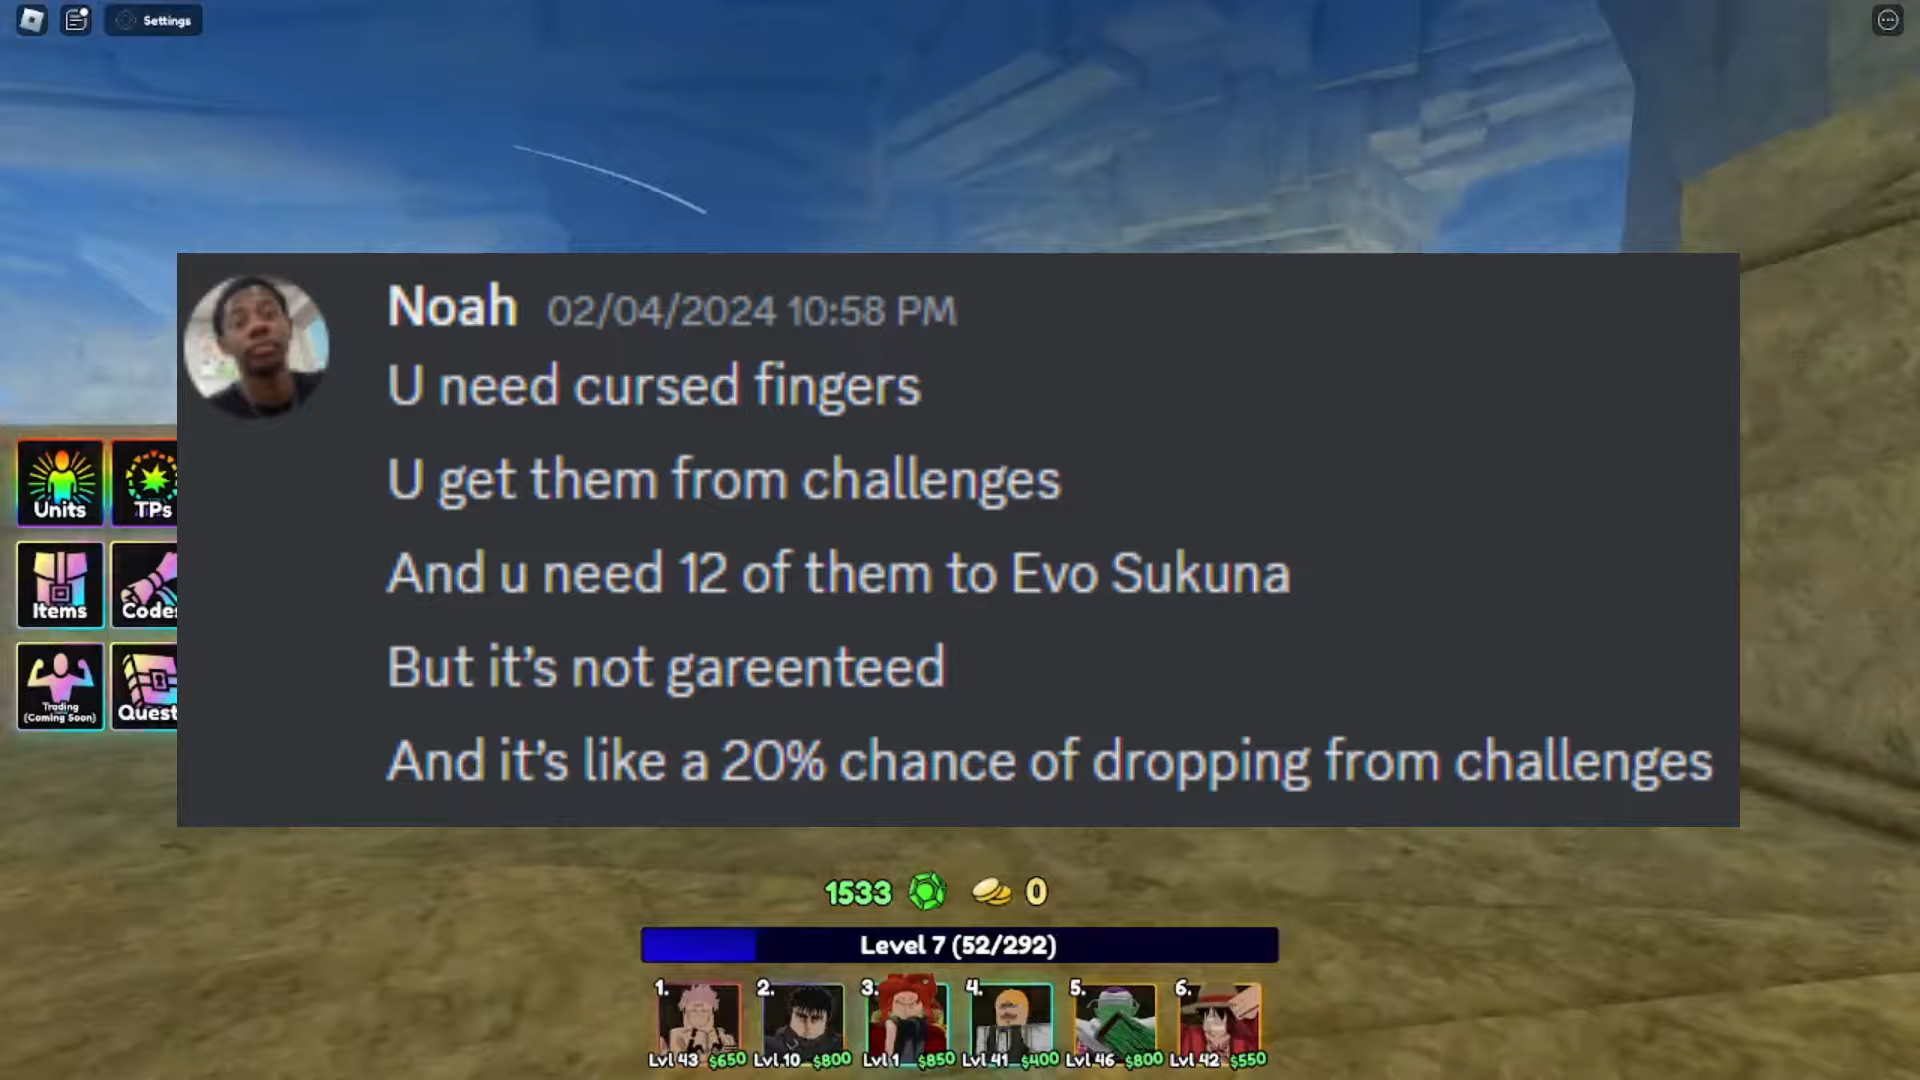 Settings
Noah 02/04/2024 10:58 PM
U need cursed fingers
U get them from challenges
And u need 12 of them to Evo Sukuna
But it's not gareenteed
And it's like a 20% chance of dropping from challenges
Units
TPs
Items
Codes
Trading
(Coming Soon)
Quest
1533
0
Level 7 (52/292)
1.
2.
3.
4.
5.
6.
Lvl 43 $650
Lvl 10 $800
Lvl 1 $850
Lvl 41 $400
Lvl 46 $800
Lvl 42 $550